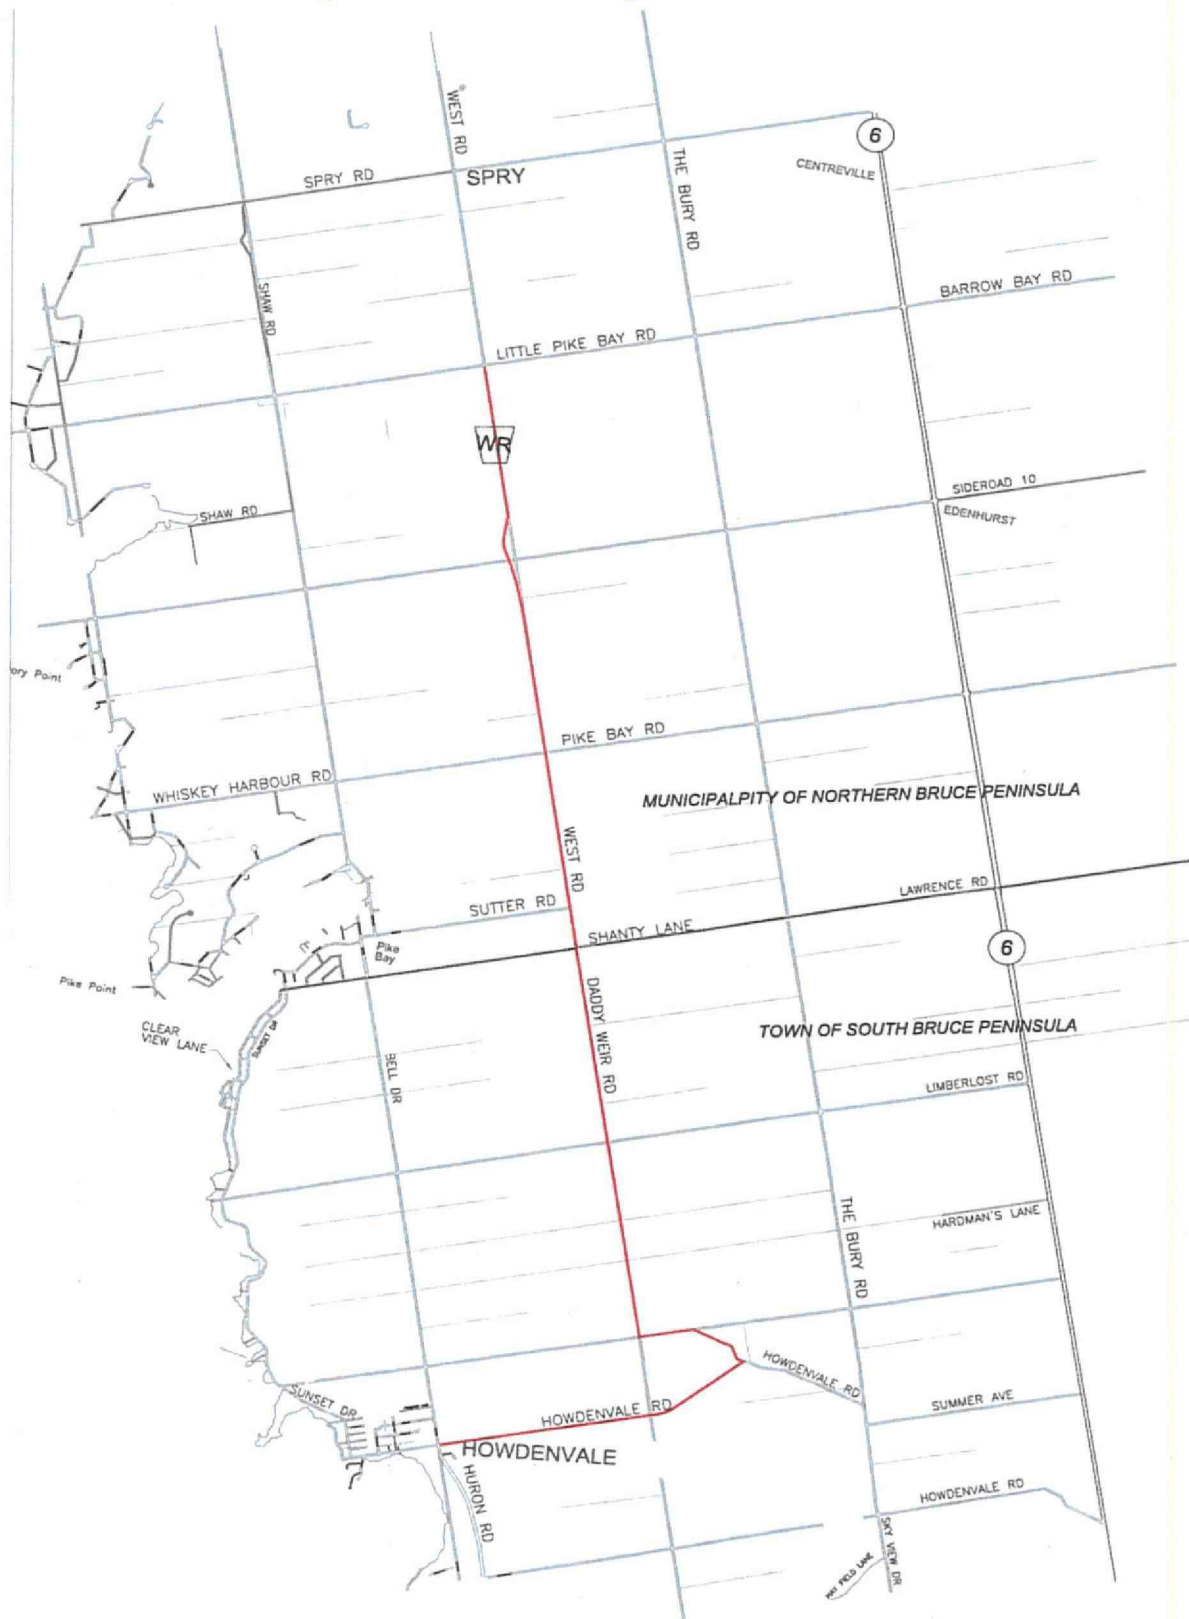 WEST RD
6
SPRY RD
SPRY
CENTREVILLE
THE BURY RD
BARROW BAY RD
SHAW RD
LITTLE PIKE BAY RD
WR
SIDEROAD 10
SHAW RD
EDENHURST
ory Point
PIKE BAY RD
WHISKEY HARBOUR RD
MUNICIPALPITY OF NORTHERN BRUCE PENINSULA
WEST RD
LAWRENCE RD
SUTTER RD
SHANTY LANE
Pike
Bay
6
Pike Point
DADDY WEIR RD
CLEAR
VIEW LANE
SUNSET DR
TOWN OF SOUTH BRUCE PENINSULA
BELL DR
LIMBERLOST RD
THE BURY RD
HARDMAN'S LANE
HOWDENVALE RD
SUNSET DR
SUMMER AVE
HOWDENVALE RD
HOWDENVALE
HURON RD
HOWDENVALE RD
SKY VIEW DR
HAY FIELD LANE